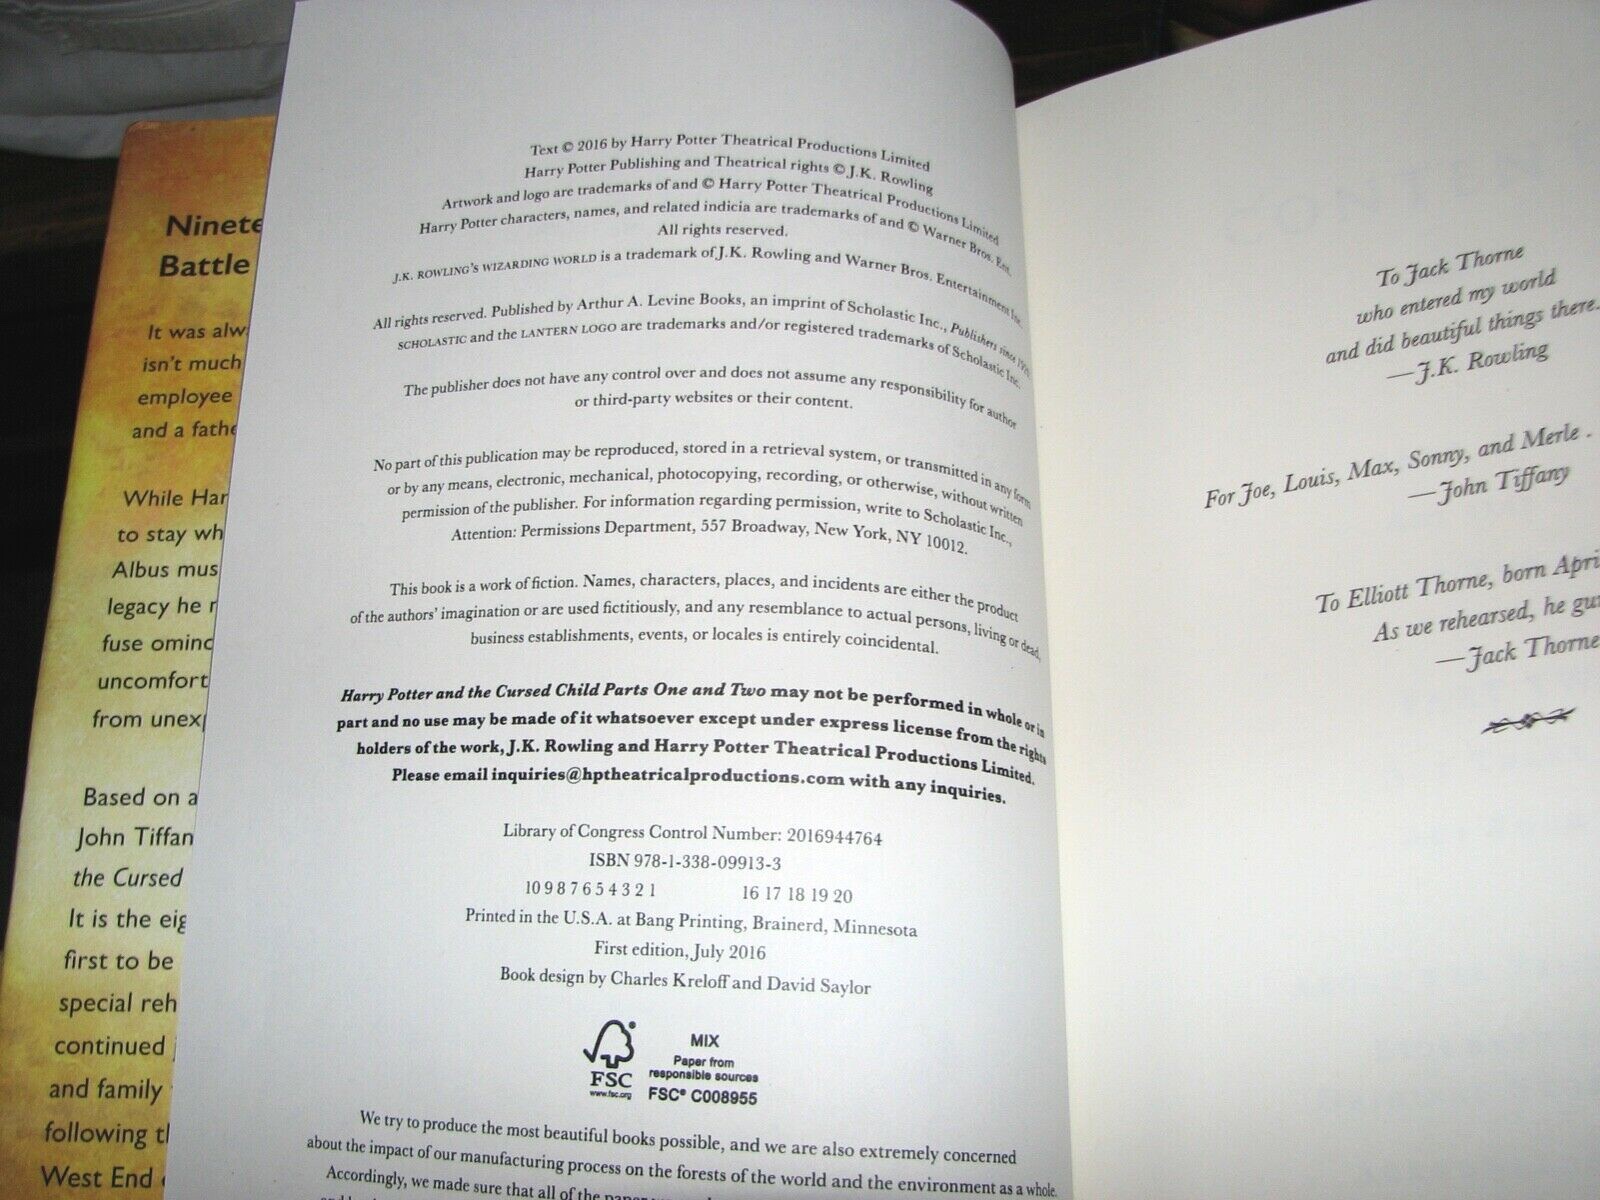 Ninete
Battle
It was alw
isn't much
employee
and a fathe
While Har
to stay wh
Albus mus
legacy he r
fuse ominc
uncomfort
from unexp
Based on a
John Tiffan
the Cursed
It is the eig
first to be
special reh
continued j
and family
following tl
West End
Text © 2016 by Harry Potter Theatrical Productions Limited
Harry Potter Publishing and Theatrical rights © J.K. Rowling
Artwork and logo are trademarks of and © Harry Potter Theatrical Productions Limited
Harry Potter characters, names, and related indicia are trademarks of and © Warner Bros. Ent.
All rights reserved.
J.K. ROWLING'S WIZARDING WORLD is a trademark of J.K. Rowling and Warner Bros. Entertainment Inc.
All rights reserved. Published by Arthur A. Levine Books, an imprint of Scholastic Inc., Publishers since 1920.
SCHOLASTIC and the LANTERN LOGO are trademarks and/or registered trademarks of Scholastic Inc.
The publisher does not have any control over and does not assume any responsibility for author
or third-party websites or their content.
No part of this publication may be reproduced, stored in a retrieval system, or transmitted in any form
or by any means, electronic, mechanical, photocopying, recording, or otherwise, without written
permission of the publisher. For information regarding permission, write to Scholastic Inc.,
Attention: Permissions Department, 557 Broadway, New York, NY 10012.
This book is a work of fiction. Names, characters, places, and incidents are either the product
of the authors' imagination or are used fictitiously, and any resemblance to actual persons, living or dead,
business establishments, events, or locales is entirely coincidental.
Harry Potter and the Cursed Child Parts One and Two may not be performed in whole or in
part and no use may be made of it whatsoever except under express license from the rights
holders of the work, J.K. Rowling and Harry Potter Theatrical Productions Limited.
Please email inquiries@hptheatricalproductions.com with any inquiries.
Library of Congress Control Number: 2016944764
ISBN 978-1-338-09913-3
10 9 8 7 6 5 4 3 2 1 16 17 18 19 20
Printed in the U.S.A. at Bang Printing, Brainerd, Minnesota
First edition, July 2016
Book design by Charles Kreloff and David Saylor
FSC
www.fsc.org
MIX
Paper from
responsible sources
FSC® C008955
We try to produce the most beautiful books possible, and we are also extremely concerned
about the impact of our manufacturing process on the forests of the world and the environment as a whole.
Accordingly, we made sure that all of the paper
To Jack Thorne
who entered my world
and did beautiful things there.
—J.K. Rowling
For Joe, Louis, Max, Sonny, and Merle .
—John Tiffany
To Elliott Thorne, born Apri
As we rehearsed, he gu
—Jack Thorne